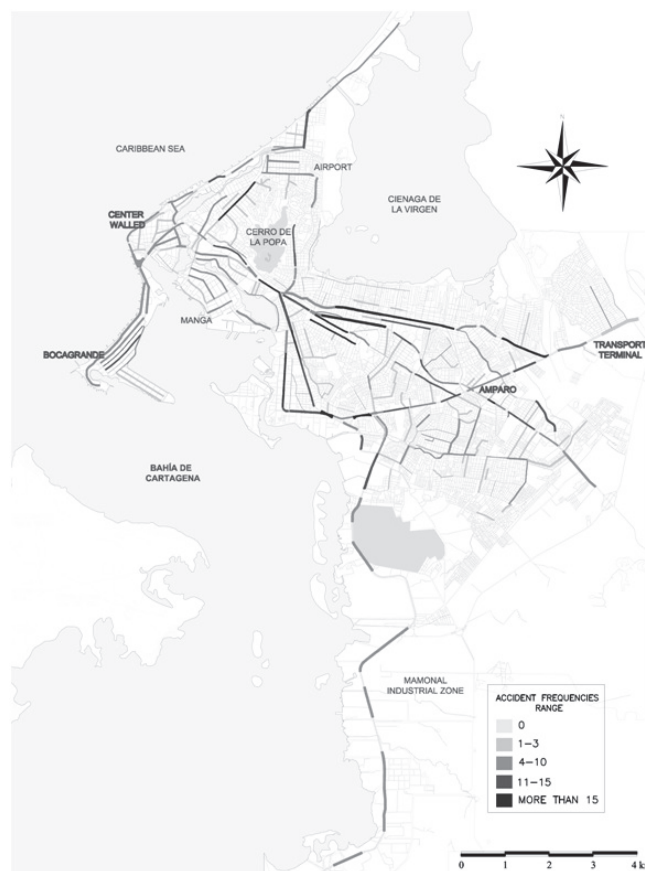 N
CARIBBEAN SEA
AIRPORT
CIENAGA DE
LA VIRGEN
CENTER
WALLED
CERRO DE
LA POPA
MANGA
BOCAGRANDE
TRANSPORT
TERMINAL
AMPARO
BAHÍA DE
CARTAGENA
MAMONAL
INDUSTRIAL ZONE
ACCIDENT FREQUENCIES
RANGE
0
1-3
4-10
11-15
MORE THAN 15
0 1 2 3 4 k